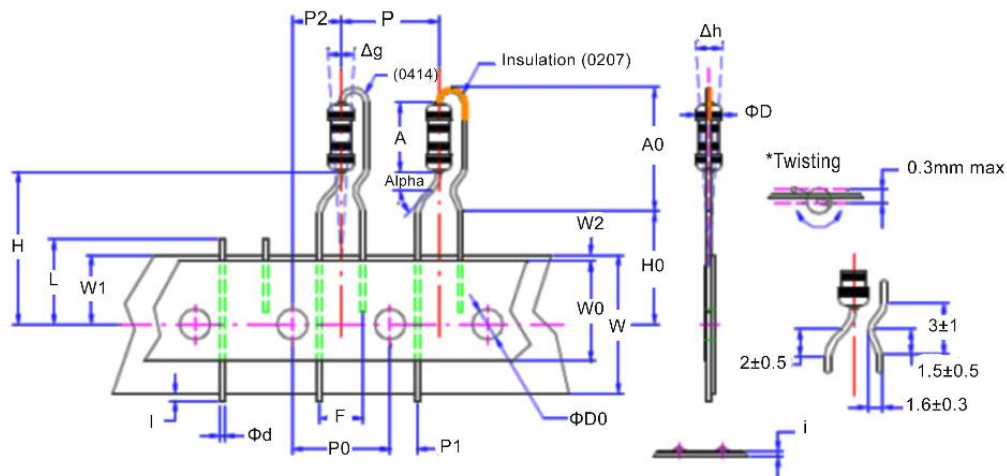 P2
P
Δg
(0414)
Insulation (0207)
Δh
ΦD
A
A0
*Twisting
0.3mm max
Alpha
H
L
W1
W2
H0
W0
W
3±1
2±0.5
1.5±0.5
1.6±0.3
I
Φd
F
P0
P1
ΦD0
i